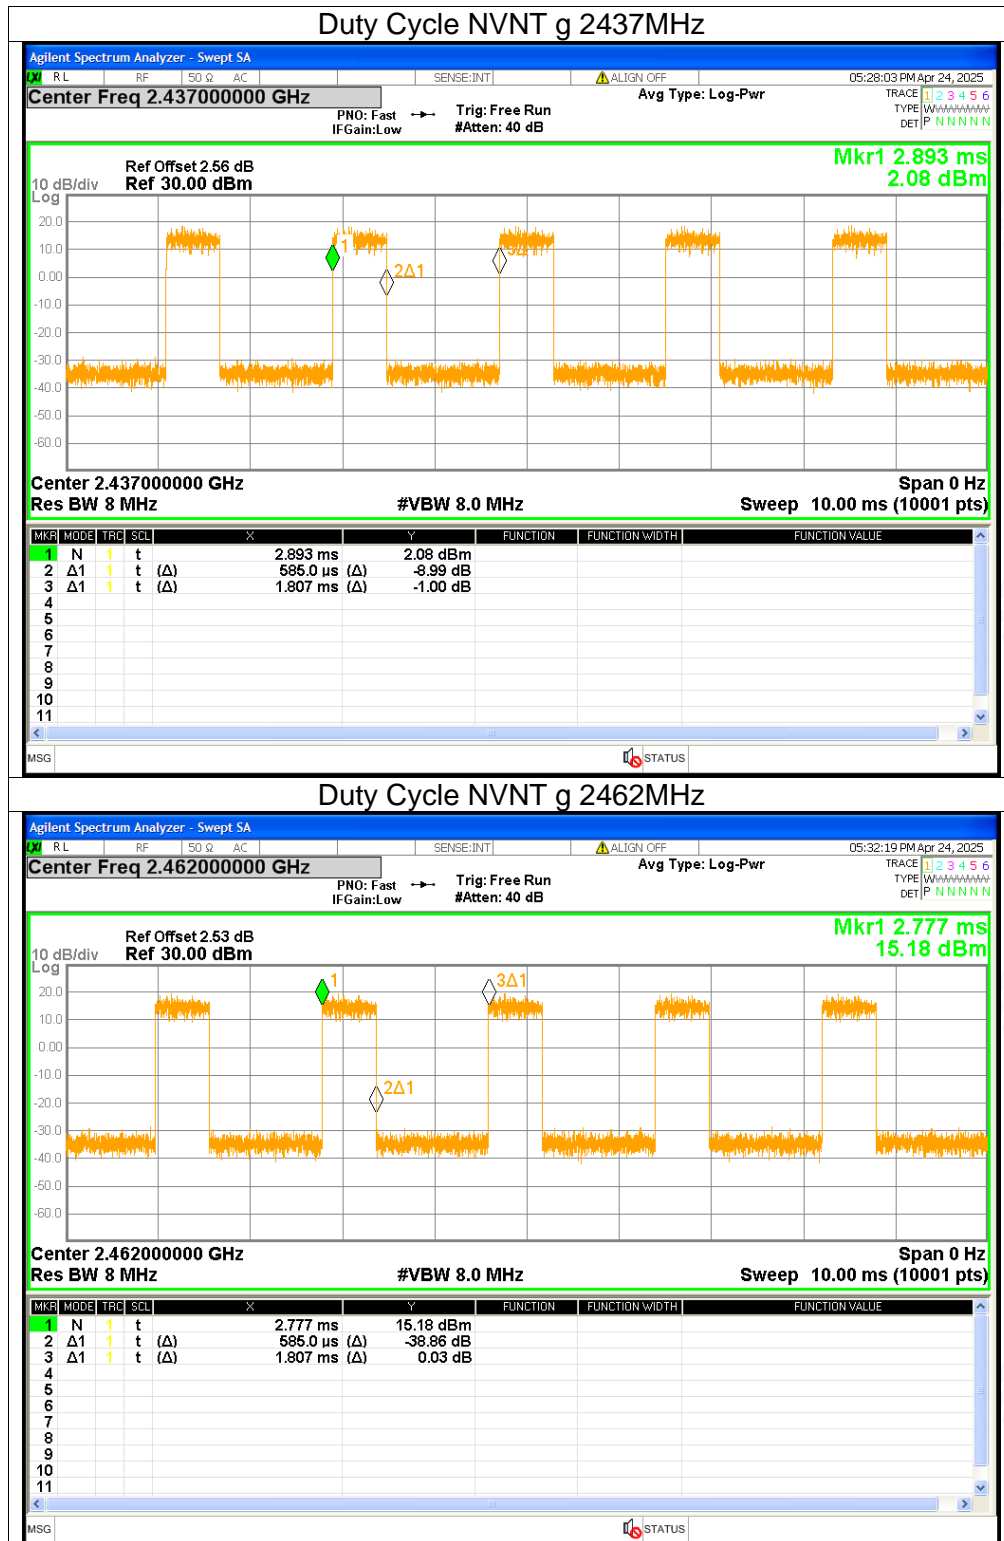 Duty Cycle NVNT g 2437MHz
Agilent Spectrum Analyzer - Swept SA
LXI RL RF 50 Ω AC SENSE:INT ALIGN OFF 05:28:03 PM Apr 24, 2025
Center Freq 2.437000000 GHz Avg Type: Log-Pwr TRACE 1 2 3 4 5 6
PNO: Fast Trig: Free Run TYPE W
IFGain:Low #Atten: 40 dB DET P N N N N N
Mkr1 2.893 ms
Ref Offset 2.56 dB
10 dB/div Ref 30.00 dBm 2.08 dBm
Log
20.0
10.0
0.00
-10.0
-20.0
-30.0
-40.0
-50.0
-60.0
1
2Δ1
3Δ1
Center 2.437000000 GHz Span 0 Hz
Res BW 8 MHz #VBW 8.0 MHz Sweep 10.00 ms (10001 pts)
MKR MODE TRC SCL X Y FUNCTION FUNCTION WIDTH FUNCTION VALUE
1 N 1 t 2.893 ms 2.08 dBm
2 Δ1 1 t (Δ) 585.0 µs (Δ) -8.99 dB
3 Δ1 1 t (Δ) 1.807 ms (Δ) -1.00 dB
4
5
6
7
8
9
10
11
MSG STATUS
Duty Cycle NVNT g 2462MHz
Agilent Spectrum Analyzer - Swept SA
LXI RL RF 50 Ω AC SENSE:INT ALIGN OFF 05:32:19 PM Apr 24, 2025
Center Freq 2.462000000 GHz Avg Type: Log-Pwr TRACE 1 2 3 4 5 6
PNO: Fast Trig: Free Run TYPE W
IFGain:Low #Atten: 40 dB DET P N N N N N
Mkr1 2.777 ms
Ref Offset 2.53 dB
10 dB/div Ref 30.00 dBm 15.18 dBm
Log
20.0
10.0
0.00
-10.0
-20.0
-30.0
-40.0
-50.0
-60.0
1
3Δ1
2Δ1
Center 2.462000000 GHz Span 0 Hz
Res BW 8 MHz #VBW 8.0 MHz Sweep 10.00 ms (10001 pts)
MKR MODE TRC SCL X Y FUNCTION FUNCTION WIDTH FUNCTION VALUE
1 N 1 t 2.777 ms 15.18 dBm
2 Δ1 1 t (Δ) 585.0 µs (Δ) -38.86 dB
3 Δ1 1 t (Δ) 1.807 ms (Δ) 0.03 dB
4
5
6
7
8
9
10
11
MSG STATUS